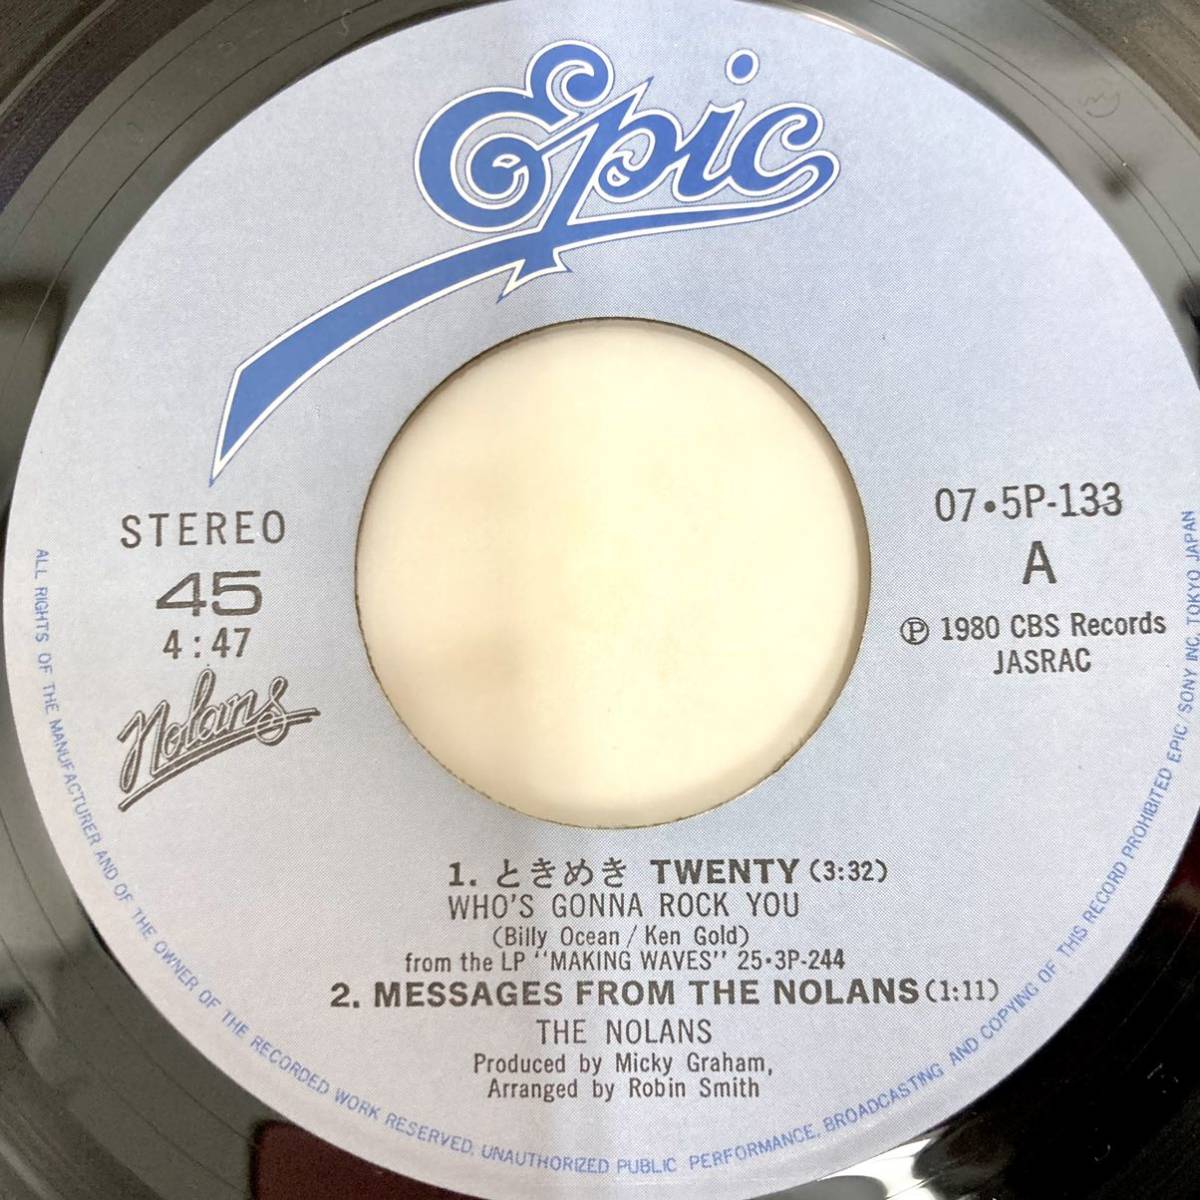 Epic
STEREO
45
4:47
Nolans
07・5P-133
A
Ⓟ 1980 CBS Records
JASRAC
1. ときめき TWENTY (3:32)
WHO'S GONNA ROCK YOU
(Billy Ocean / Ken Gold)
from the LP "MAKING WAVES" 25・3P-244
2. MESSAGES FROM THE NOLANS (1:11)
THE NOLANS
Produced by Micky Graham,
Arranged by Robin Smith
ALL RIGHTS OF THE MANUFACTURER AND OF THE OWNER OF THE RECORDED WORK RESERVED, UNAUTHORIZED PUBLIC PERFORMANCE, BROADCASTING AND COPYING OF THIS RECORD PROHIBITED EPIC/SONY INC. TOKYO JAPAN